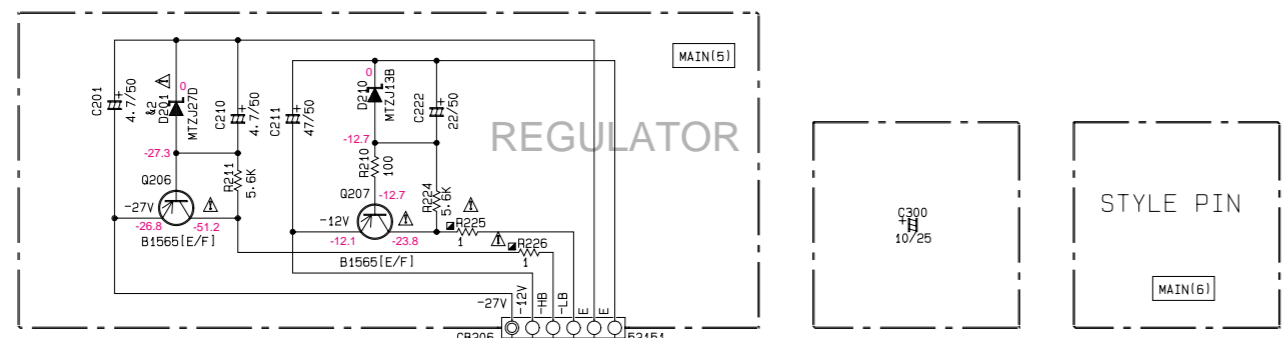 MAIN(5)
REGULATOR
C201
4.7/50
&2
D201
MTZJ27D
0
C210
4.7/50
C211
47/50
0
D210
MTZJ13B
C222
22/50
-27.3
-12.7
R211
5.6K
R210
100
R224
5.6K
Q206
-27V
-26.8
-51.2
B1565[E/F]
Q207
-12.7
-12V
-12.1
-23.8
B1565[E/F]
R225
1
R226
1
-27V
-12V
-HB
-LB
E
E
CB206
52151
C300
+
10/25
STYLE PIN
MAIN(6)